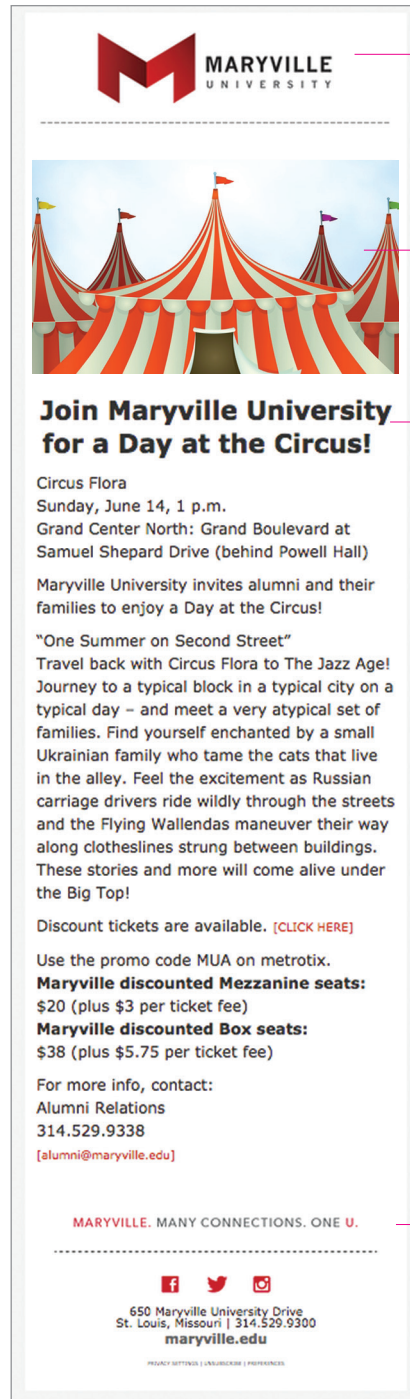 MARYVILLE
UNIVERSITY
Join Maryville University
for a Day at the Circus!
Circus Flora
Sunday, June 14, 1 p.m.
Grand Center North: Grand Boulevard at
Samuel Shepard Drive (behind Powell Hall)
Maryville University invites alumni and their
families to enjoy a Day at the Circus!
“One Summer on Second Street”
Travel back with Circus Flora to The Jazz Age!
Journey to a typical block in a typical city on a
typical day – and meet a very atypical set of
families. Find yourself enchanted by a small
Ukrainian family who tame the cats that live
in the alley. Feel the excitement as Russian
carriage drivers ride wildly through the streets
and the Flying Wallendas maneuver their way
along clotheslines strung between buildings.
These stories and more will come alive under
the Big Top!
Discount tickets are available. [CLICK HERE]
Use the promo code MUA on metrotix.
Maryville discounted Mezzanine seats:
$20 (plus $3 per ticket fee)
Maryville discounted Box seats:
$38 (plus $5.75 per ticket fee)
For more info, contact:
Alumni Relations
314.529.9338
[alumni@maryville.edu]
MARYVILLE. MANY CONNECTIONS. ONE U.
650 Maryville University Drive
St. Louis, Missouri | 314.529.9300
maryville.edu
PRIVACY SETTINGS | UNSUBSCRIBE | PREFERENCES